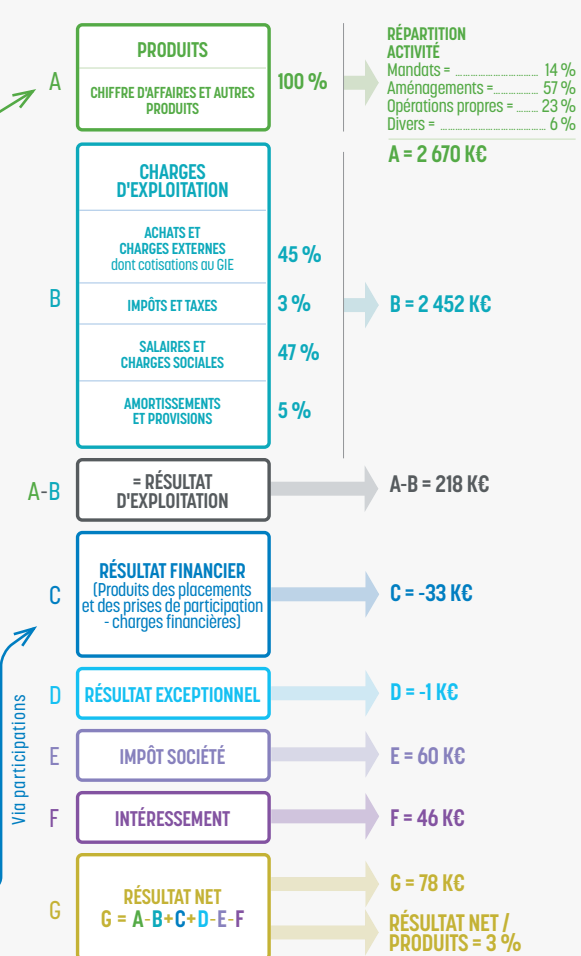 A
PRODUITS
CHIFFRE D'AFFAIRES ET AUTRES
PRODUITS
100 %
RÉPARTITION
ACTIVITÉ
Mandats = ........ 14 %
Aménagements = ........ 57 %
Opérations propres = ........ 23 %
Divers = ........ 6 %
A = 2 670 K€
B
CHARGES
D'EXPLOITATION
ACHATS ET
CHARGES EXTERNES
dont cotisations au GIE
45 %
IMPÔTS ET TAXES
3 %
SALAIRES ET
CHARGES SOCIALES
47 %
AMORTISSEMENTS
ET PROVISIONS
5 %
B = 2 452 K€
A-B
= RÉSULTAT
D'EXPLOITATION
A-B = 218 K€
C
RÉSULTAT FINANCIER
(Produits des placements
et des prises de participation
- charges financières)
C = -33 K€
Via participations
D
RÉSULTAT EXCEPTIONNEL
D = -1 K€
E
IMPÔT SOCIÉTÉ
E = 60 K€
F
INTÉRESSEMENT
F = 46 K€
G
RÉSULTAT NET
G = A-B+C+D-E-F
G = 78 K€
RÉSULTAT NET /
PRODUITS = 3 %